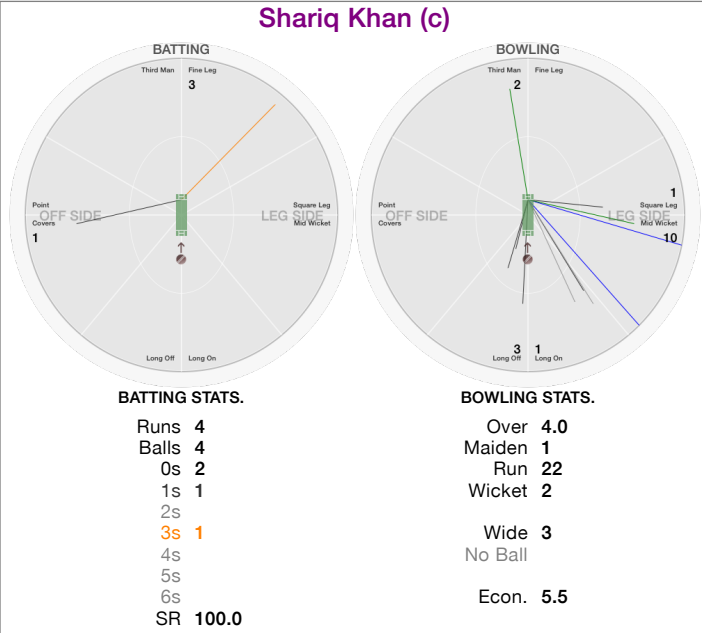 Shariq Khan (c)
BATTING
Third Man Fine Leg
3
Point
OFF SIDE
Covers
1
Square Leg
LEG SIDE
Mid Wicket
Long Off Long On
BATTING STATS.
Runs 4
Balls 4
0s 2
1s 1
2s
3s 1
4s
5s
6s
SR 100.0
BOWLING
Third Man Fine Leg
2
Point
OFF SIDE
Covers
1
Square Leg
LEG SIDE
Mid Wicket
10
3 1
Long Off Long On
BOWLING STATS.
Over 4.0
Maiden 1
Run 22
Wicket 2
Wide 3
No Ball
Econ. 5.5